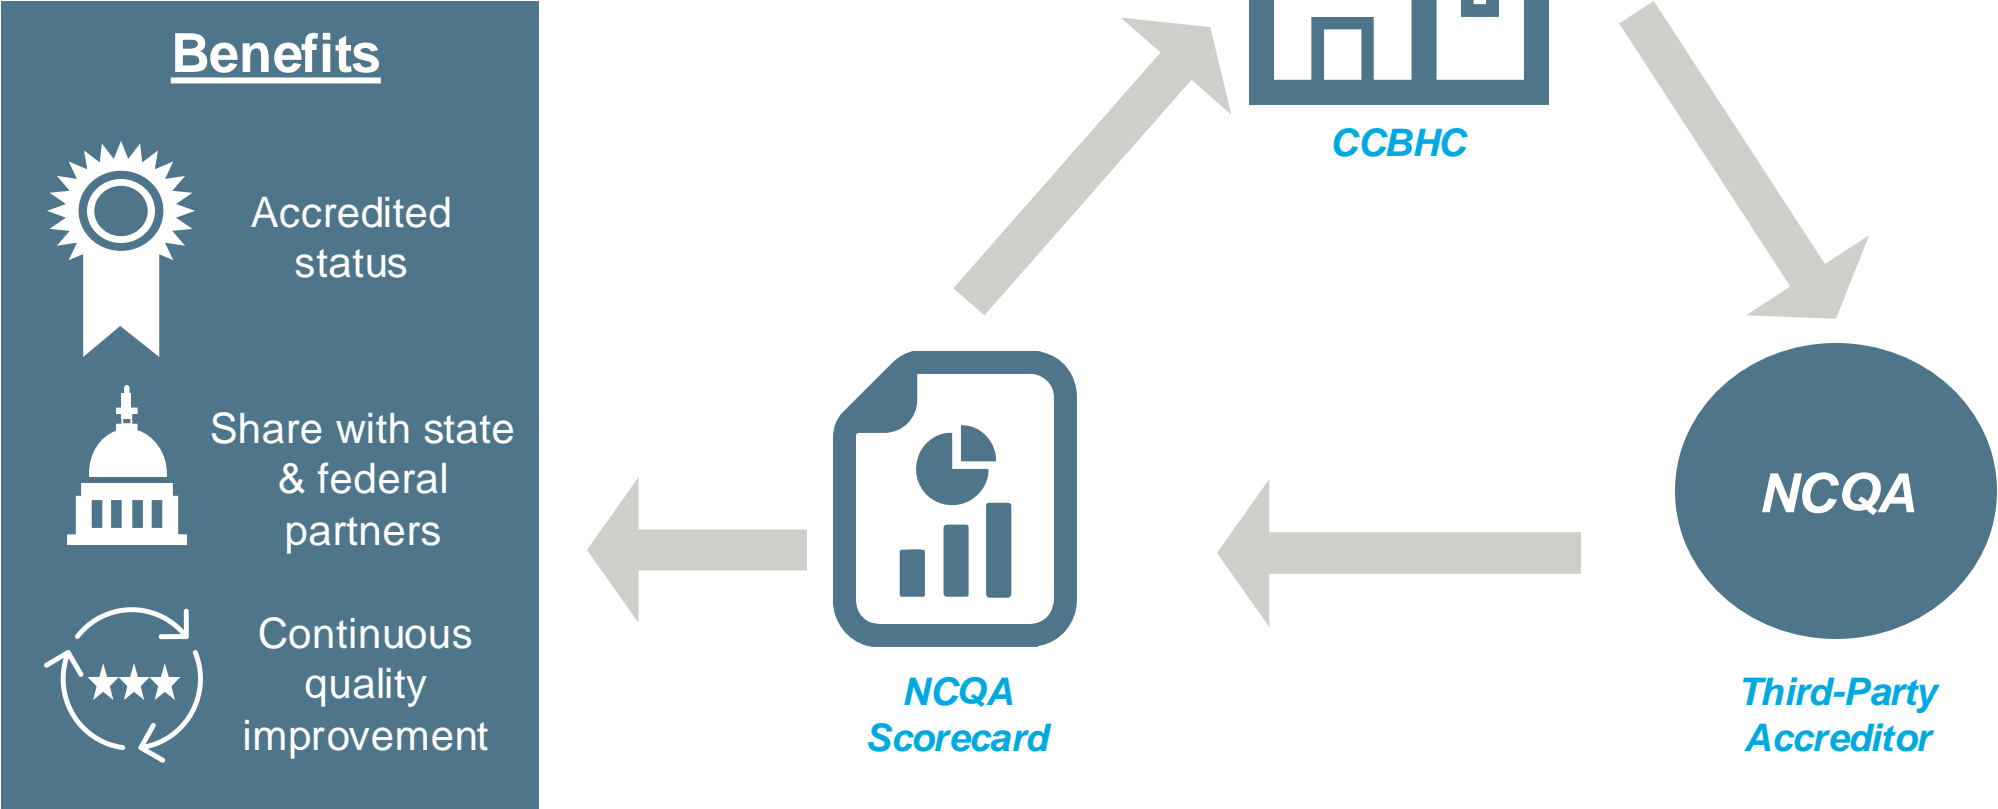 Benefits
Accredited
status
Share with state
& federal
partners
Continuous
quality
improvement
CCBHC
NCQA
NCQA
Scorecard
Third-Party
Accreditor